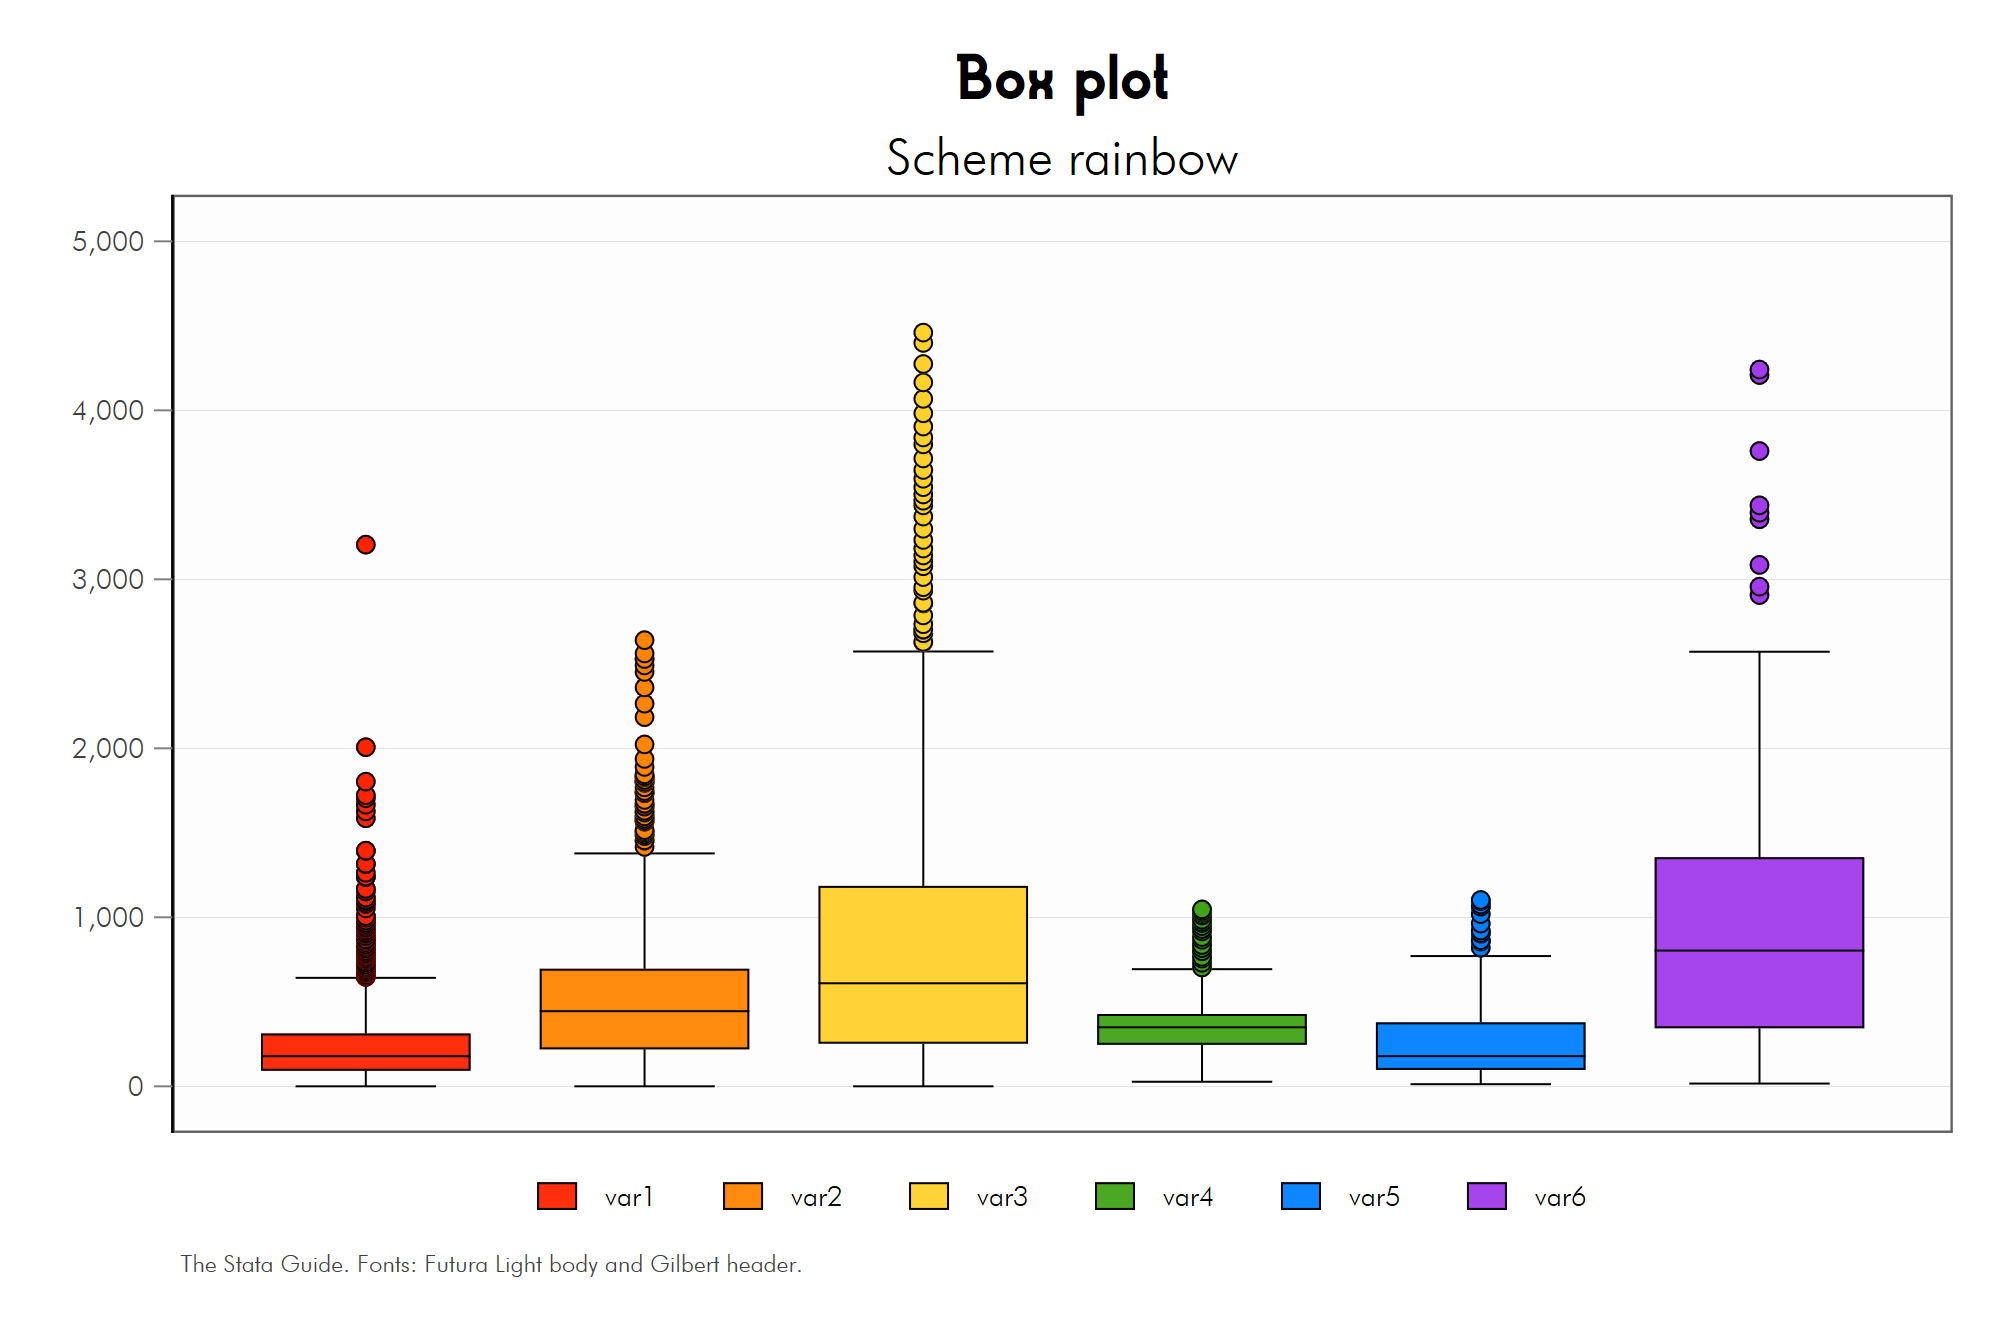 Box plot
Scheme rainbow
5,000
4,000
3,000
2,000
1,000
0
var1 var2 var3 var4 var5 var6
The Stata Guide. Fonts: Futura Light body and Gilbert header.